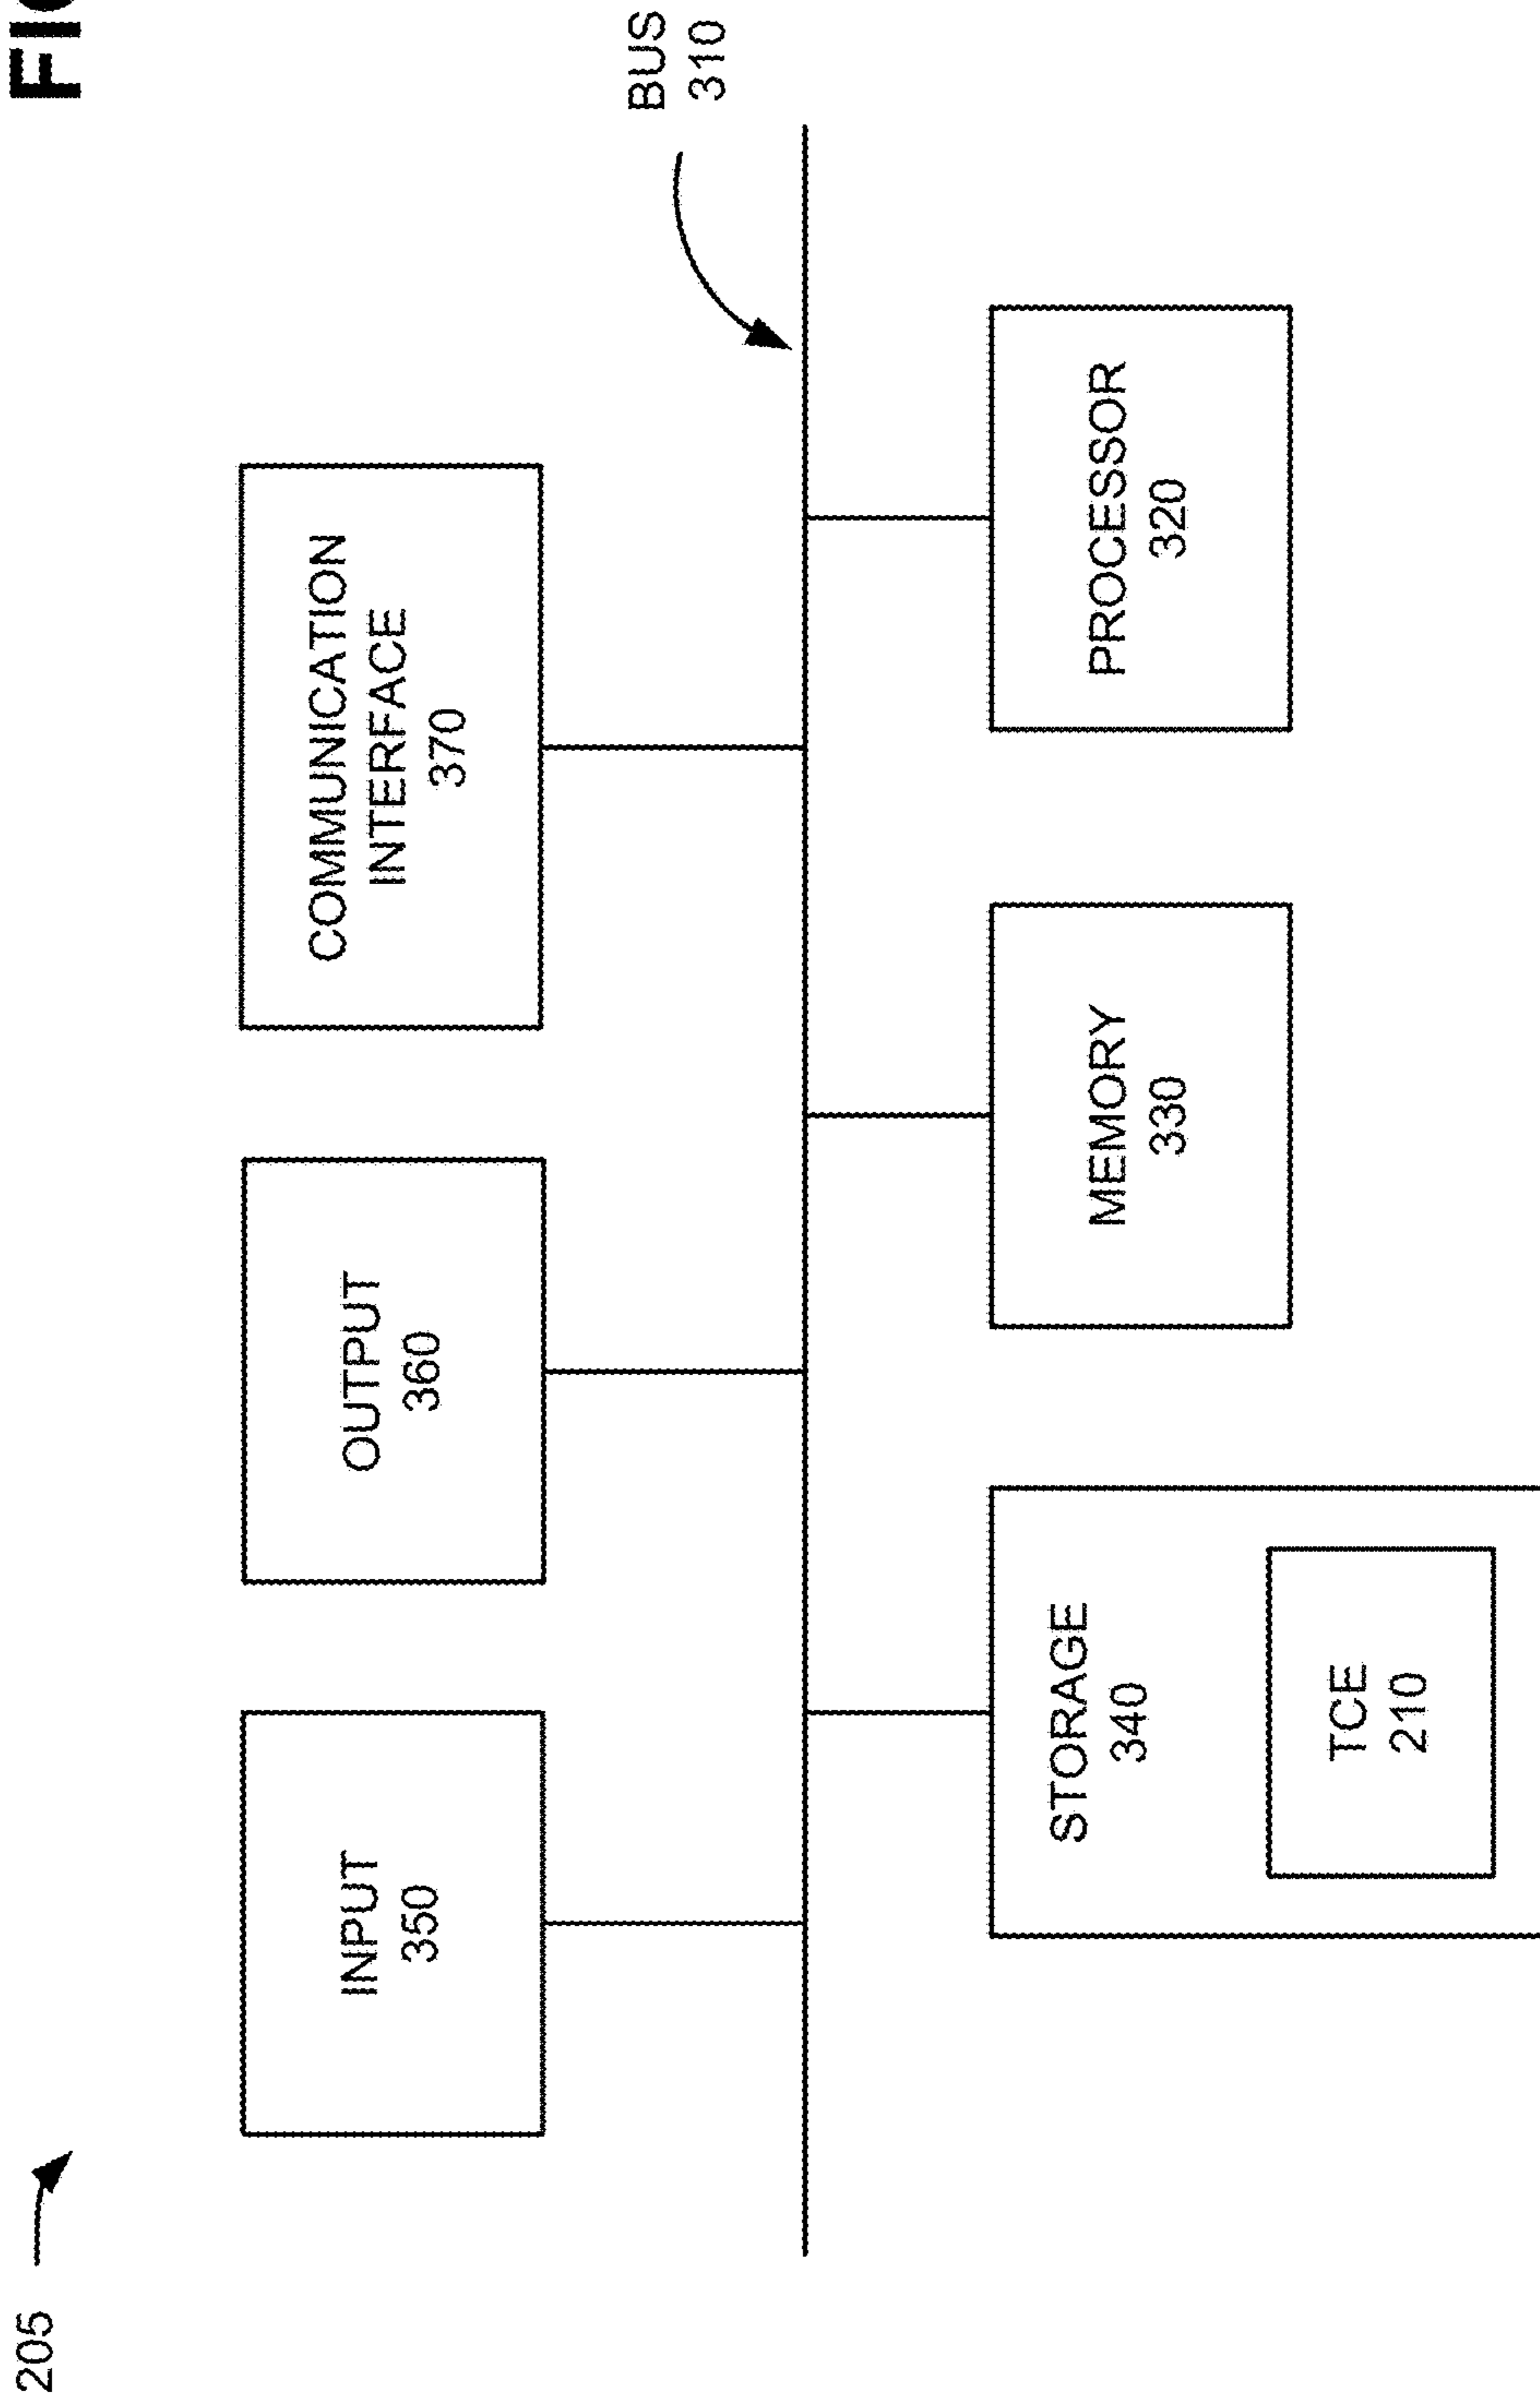 205
INPUT
350
OUTPUT
360
COMMUNICATION
INTERFACE
370
BUS
310
STORAGE
340
TCE
210
MEMORY
330
PROCESSOR
320